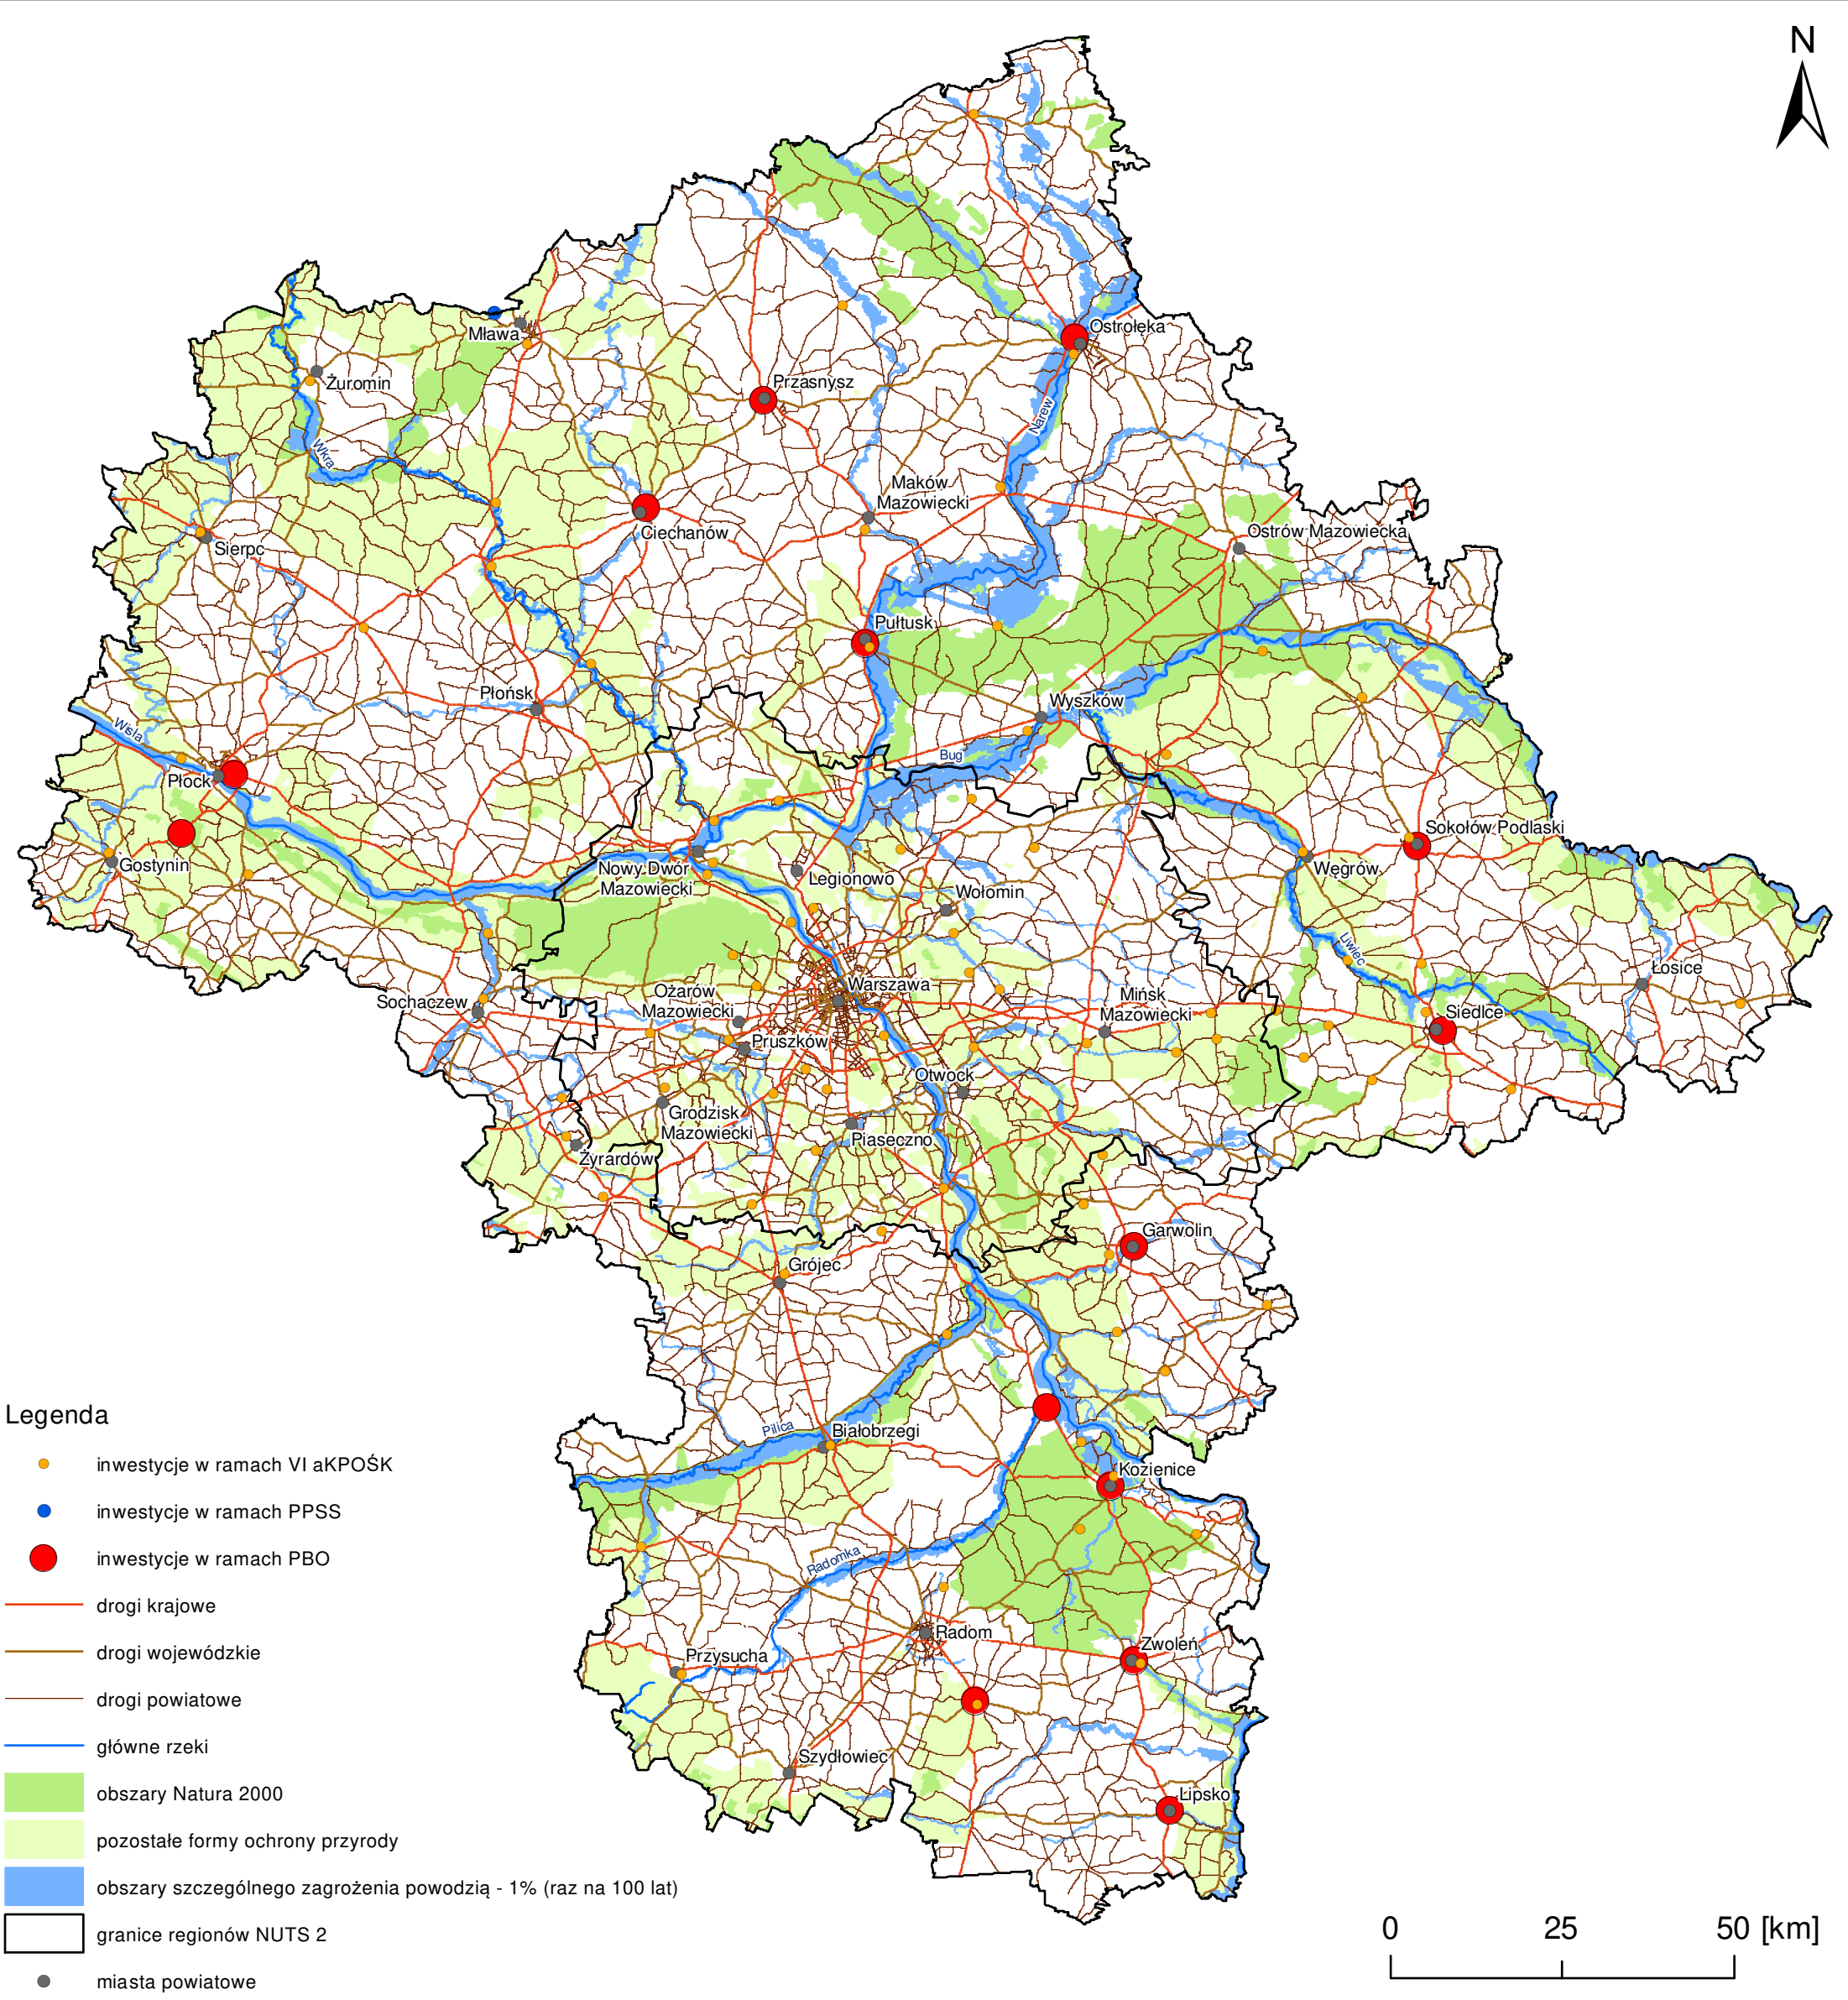 N
Ostrołęka
Mława
Żuromin
Przasnysz
Narew
Wkra
Maków
Mazowiecki
Ciechanów
Ostrów Mazowiecka
Sierpc
Pułtusk
Płońsk
Wyszków
Wisła
Bug
Płock
Sokołów Podlaski
Gostynin
Nowy Dwór
Mazowiecki
Legionowo
Węgrów
Wołomin
Liwiec
Łosice
Sochaczew
Ożarów
Mazowiecki
Warszawa
Mińsk
Mazowiecki
Siedlce
Pruszków
Otwock
Grodzisk
Mazowiecki
Piaseczno
Żyrardów
Garwolin
Grójec
Pilica
Białobrzegi
Kozienice
Radomka
Radom
Zwoleń
Przysucha
Szydłowiec
Lipsko
Legenda
inwestycje w ramach VI aKPOŚK
inwestycje w ramach PPSS
inwestycje w ramach PBO
drogi krajowe
drogi wojewódzkie
drogi powiatowe
główne rzeki
obszary Natura 2000
pozostałe formy ochrony przyrody
obszary szczególnego zagrożenia powodzią - 1% (raz na 100 lat)
granice regionów NUTS 2
miasta powiatowe
0 25 50 [km]